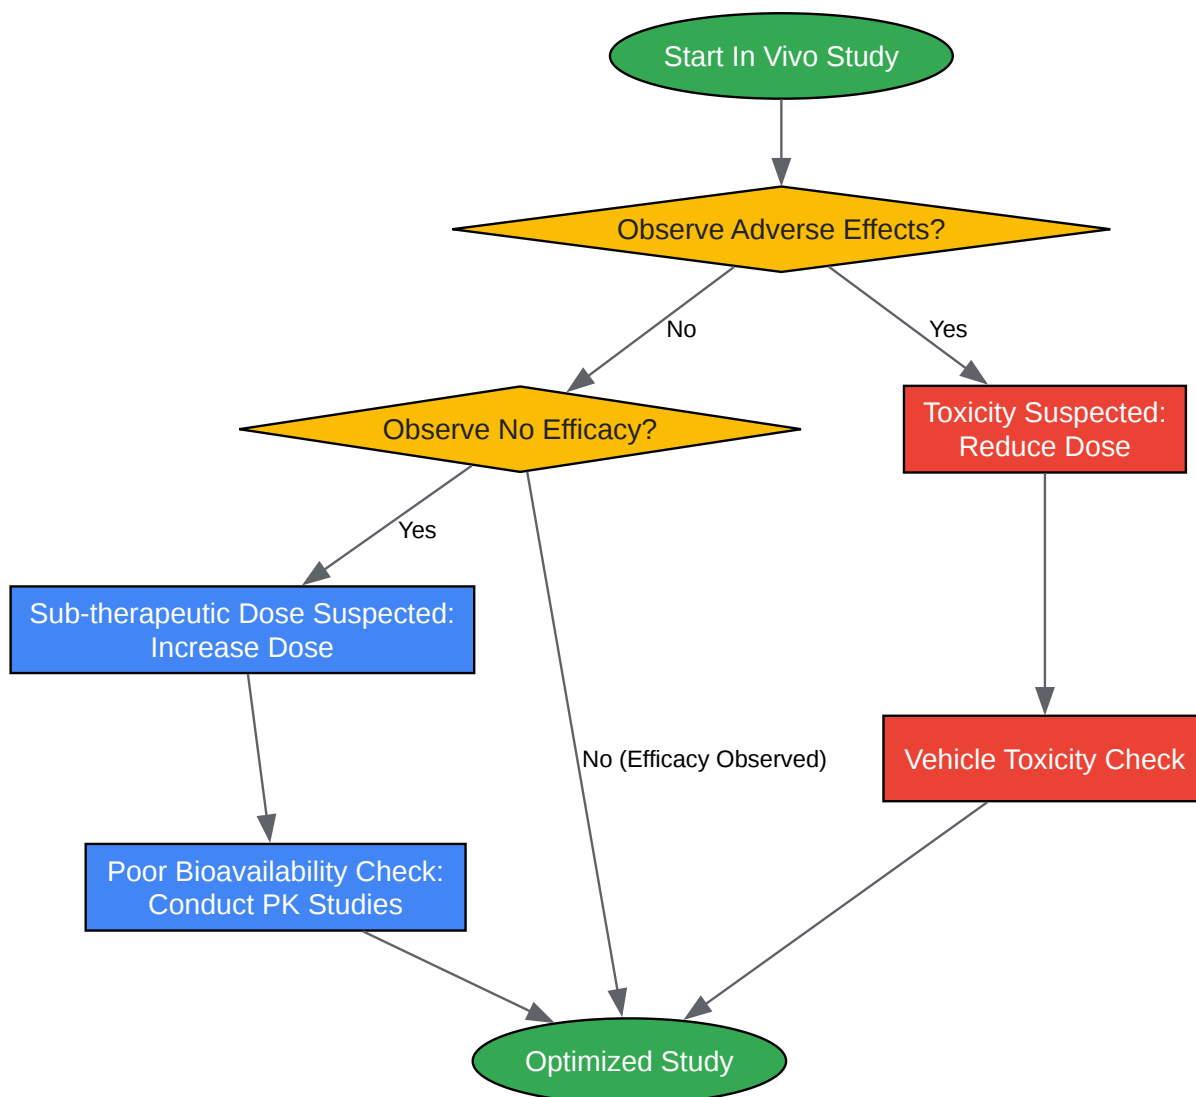 Start In Vivo Study
Observe Adverse Effects?
No
Yes
Observe No Efficacy?
Toxicity Suspected:
Reduce Dose
Yes
Sub-therapeutic Dose Suspected:
Increase Dose
No (Efficacy Observed)
Vehicle Toxicity Check
Poor Bioavailability Check:
Conduct PK Studies
Optimized Study